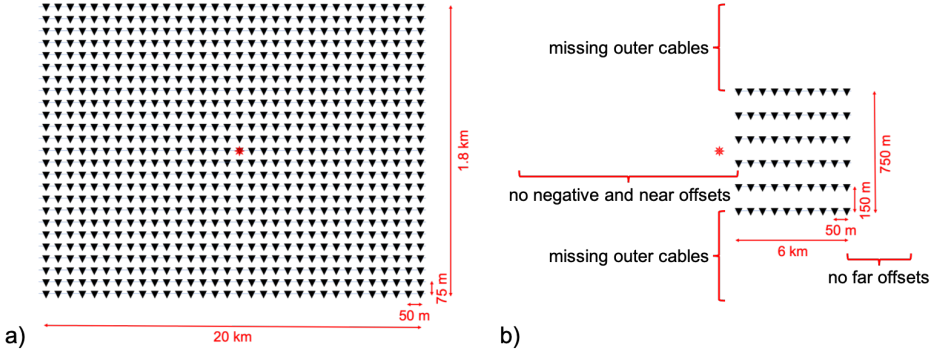 a)
1.8 km
75 m
50 m
20 km
b)
missing outer cables
no negative and near offsets
missing outer cables
750 m
150 m
50 m
6 km
no far offsets